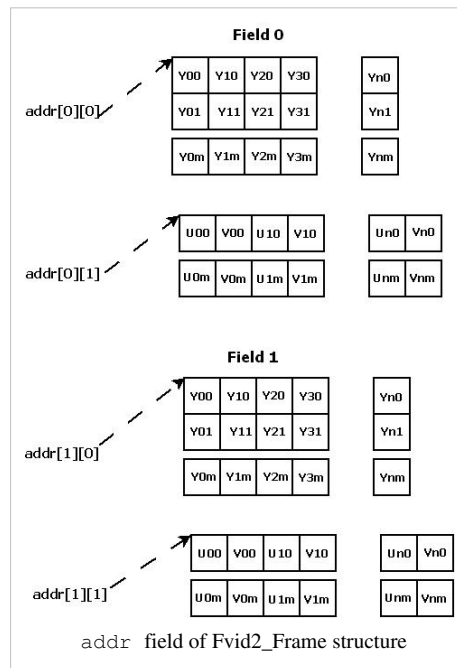 Field 0
Y00 Y10 Y20 Y30 Yn0
addr[0][0] Y01 Y11 Y21 Y31 Yn1
Y0m Y1m Y2m Y3m Ynm
U00 V00 U10 V10 Un0 Vn0
addr[0][1] U0m V0m U1m V1m Unm Vnm
Field 1
Y00 Y10 Y20 Y30 Yn0
Y01 Y11 Y21 Y31 Yn1
addr[1][0] Y0m Y1m Y2m Y3m Ynm
U00 V00 U10 V10 Un0 Vn0
addr[1][1] U0m V0m U1m V1m Unm Vnm
addr field of Fvid2_Frame structure